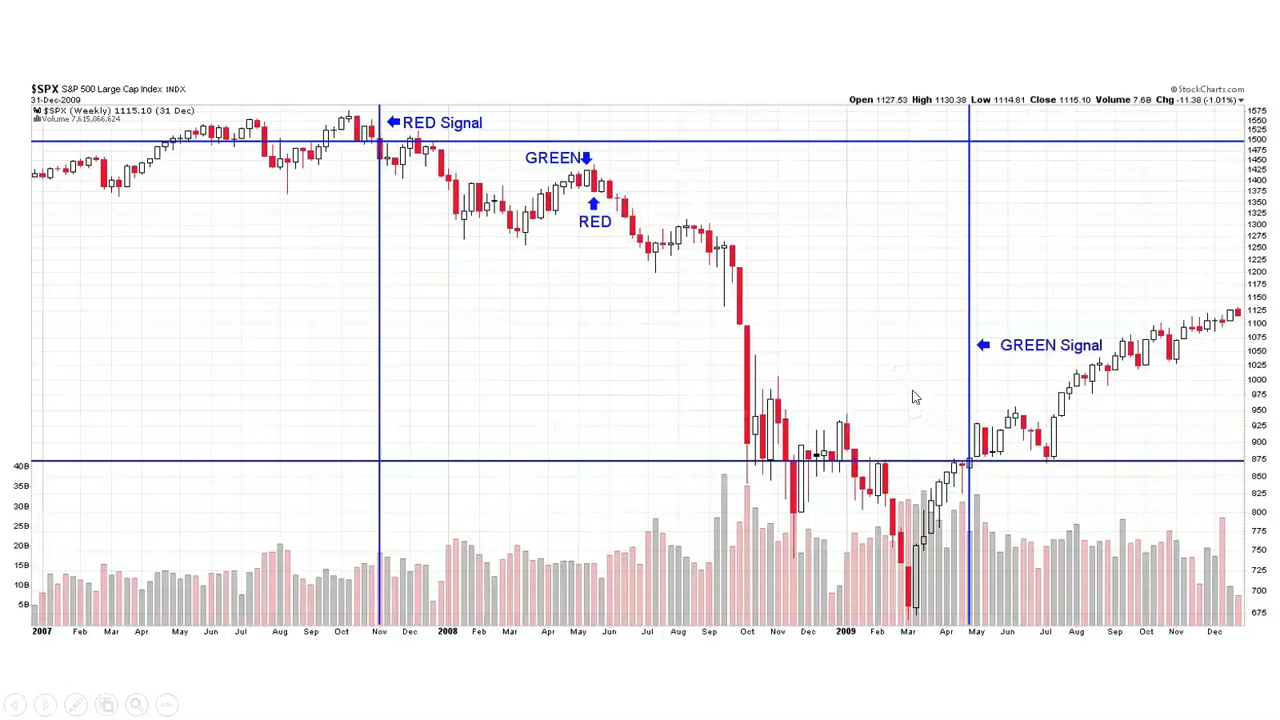 $SPX S&P 500 Large Cap Index INDX
© StockCharts.com
31-Dec-2009
Open 1127.53 High 1130.38 Low 1114.81 Close 1115.10 Volume 7.6B Chg -11.38 (-1.01%)
$SPX (Weekly) 1115.10 (31 Dec)
Volume 7,615,066,624
RED Signal
GREEN
RED
GREEN Signal
1575
1550
1525
1500
1475
1450
1425
1400
1375
1350
1325
1300
1275
1250
1225
1200
1175
1150
1125
1100
1075
1050
1025
1000
975
950
925
900
875
850
825
800
775
750
725
700
675
40B
35B
30B
25B
20B
15B
10B
5B
2007 Feb Mar Apr May Jun Jul Aug Sep Oct Nov Dec 2008 Feb Mar Apr May Jun Jul Aug Sep Oct Nov Dec 2009 Feb Mar Apr May Jun Jul Aug Sep Oct Nov Dec